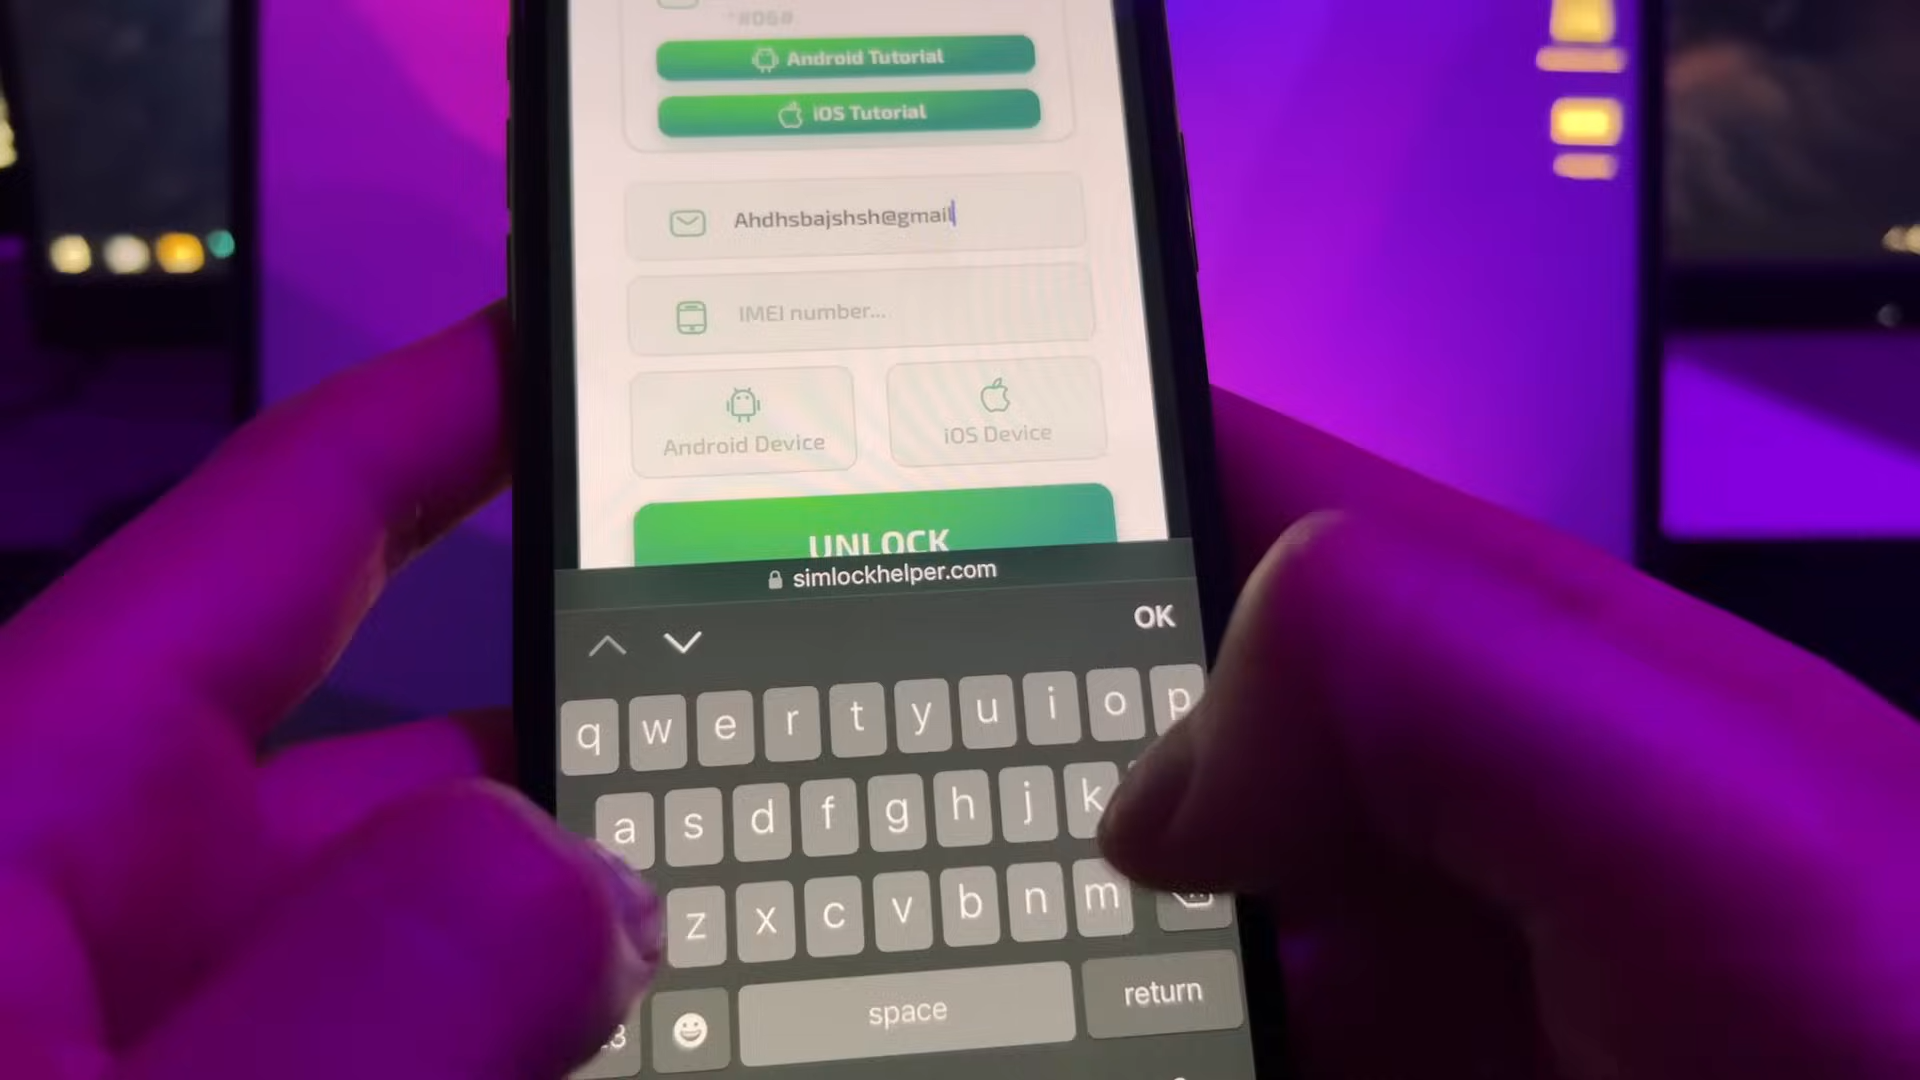 *#06#
Android Tutorial
iOS Tutorial
Ahdhsbajshsh@gmail
IMEI number...
Android Device
iOS Device
UNLOCK
simlockhelper.com
OK
q w e r t y u i o p
a s d f g h j k
z x c v b n m
3 space return